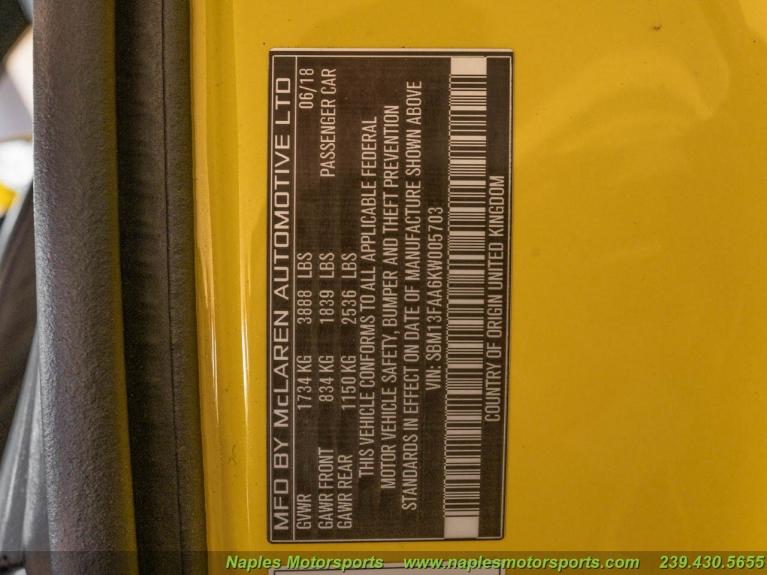 MFD BY McLAREN AUTOMOTIVE LTD
GVWR 1734 KG 3888 LBS 06/18
GAWR FRONT 834 KG 1839 LBS PASSENGER CAR
GAWR REAR 1150 KG 2536 LBS
THIS VEHICLE CONFORMS TO ALL APPLICABLE FEDERAL
MOTOR VEHICLE SAFETY, BUMPER AND THEFT PREVENTION
STANDARDS IN EFFECT ON DATE OF MANUFACTURE SHOWN ABOVE
VIN: SBM13FAA6KW005703
COUNTRY OF ORIGIN UNITED KINGDOM
Naples Motorsports www.naplesmotorsports.com 239.430.5655